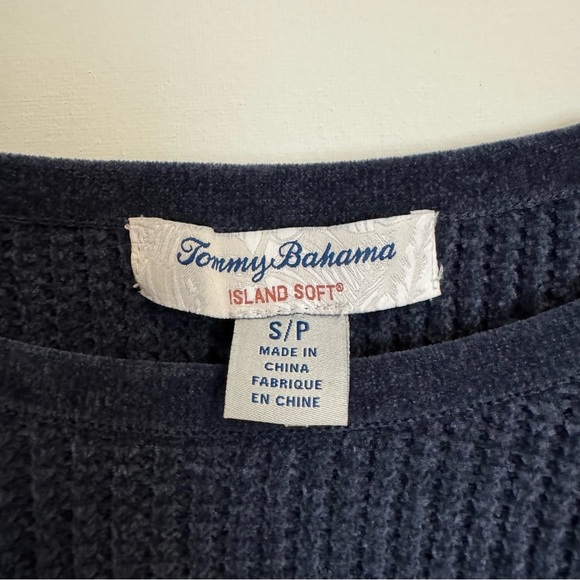 Tommy Bahama
ISLAND SOFT®
S/P
MADE IN
CHINA
FABRIQUE
EN CHINE